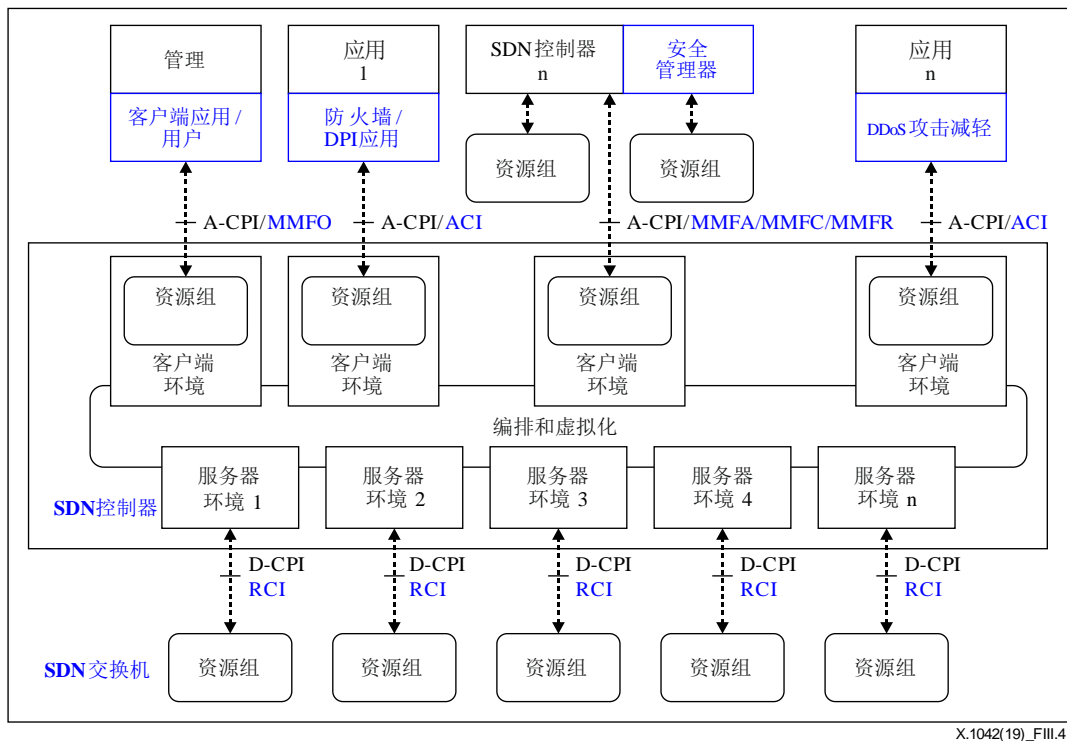 管理
应用
1
SDN控制器
n
安全
管理器
应用
n
客户端应用/
用户
防火墙/
DPI应用
DDoS攻击减轻
资源组
资源组
A-CPI/MMFO
A-CPI/ACI
A-CPI/MMFA/MMFC/MMFR
A-CPI/ACI
资源组
资源组
资源组
资源组
客户端
环境
客户端
环境
客户端
环境
客户端
环境
编排和虚拟化
服务器
环境 1
服务器
环境 2
服务器
环境 3
服务器
环境 4
服务器
环境 n
SDN控制器
D-CPI
RCI
D-CPI
RCI
D-CPI
RCI
D-CPI
RCI
D-CPI
RCI
SDN交换机
资源组
资源组
资源组
资源组
资源组
X.1042(19)_FIII.4